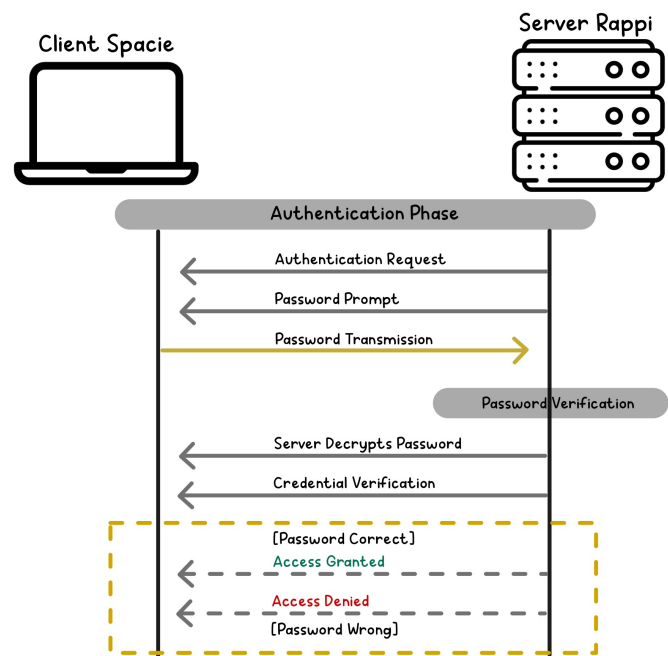 Client Spacie
Server Rappi
Authentication Phase
Authentication Request
Password Prompt
Password Transmission
Password Verification
Server Decrypts Password
Credential Verification
[Password Correct]
Access Granted
Access Denied
[Password Wrong]